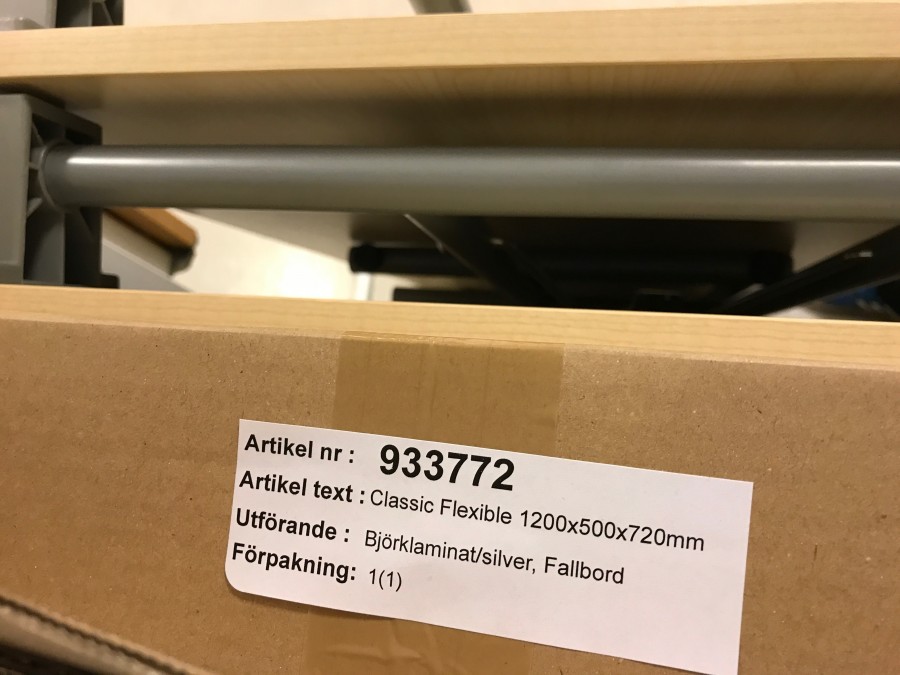 Artikel nr : 933772
Artikel text : Classic Flexible 1200x500x720mm
Utförande : Björklaminat/silver, Fallbord
Förpakning: 1(1)